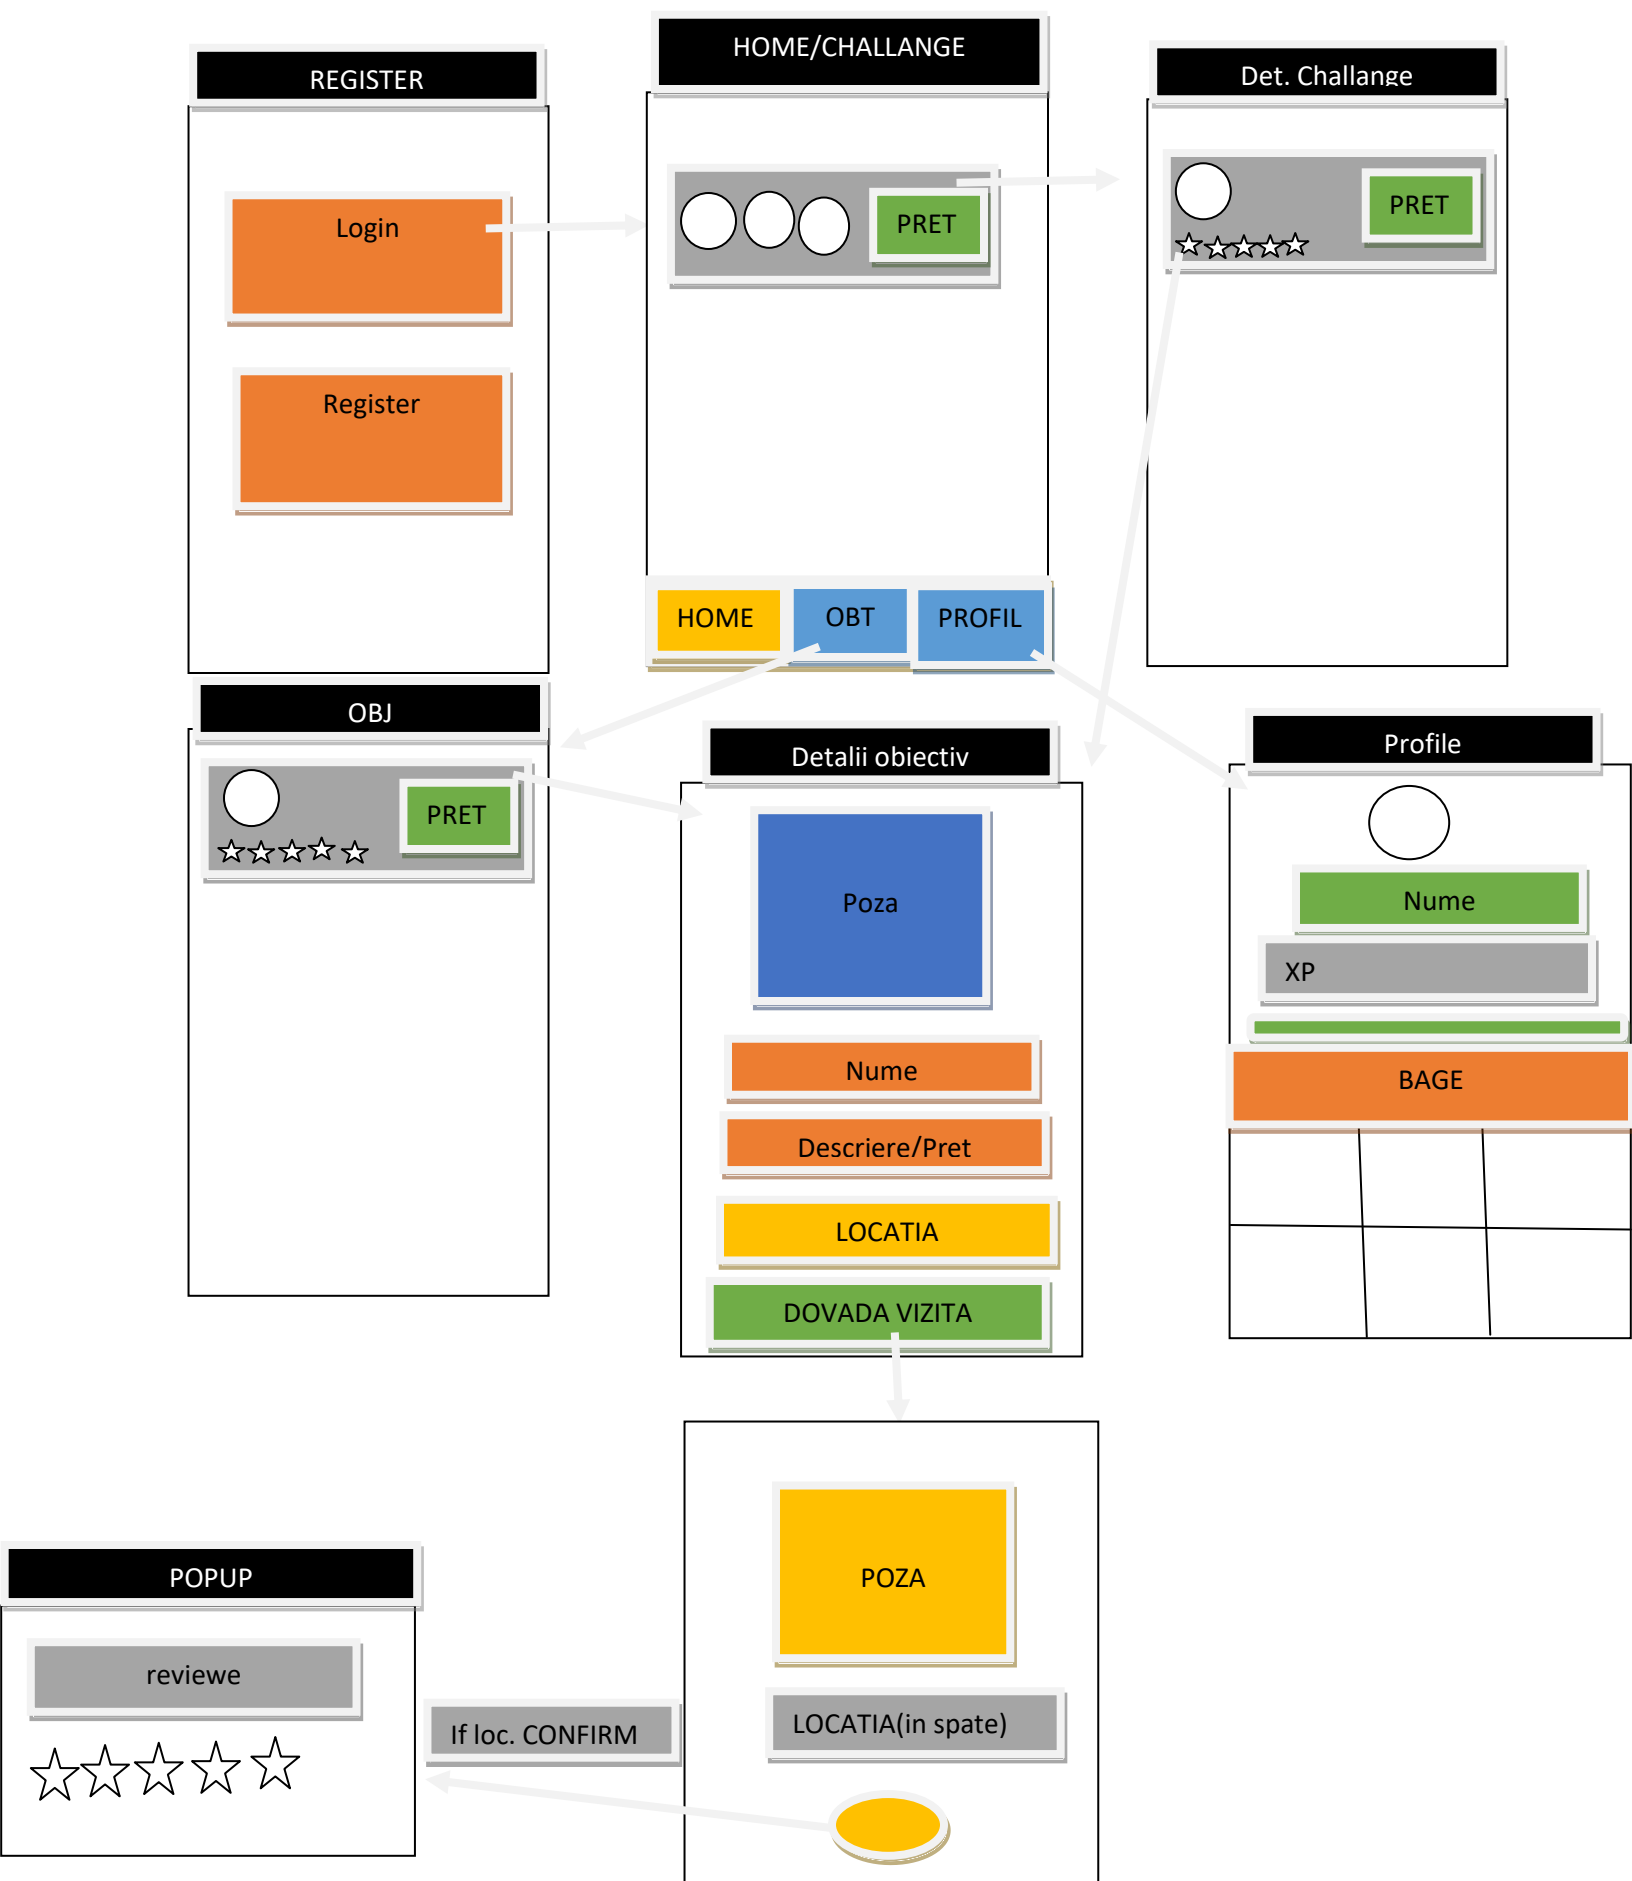 REGISTER
Login
Register
HOME/CHALLANGE
PRET
HOME
OBT
PROFIL
Det. Challange
PRET
OBJ
PRET
Detalii obiectiv
Poza
Nume
Descriere/Pret
LOCATIA
DOVADA VIZITA
Profile
Nume
XP
BAGE
POZA
LOCATIA(in spate)
If loc. CONFIRM
POPUP
reviewe